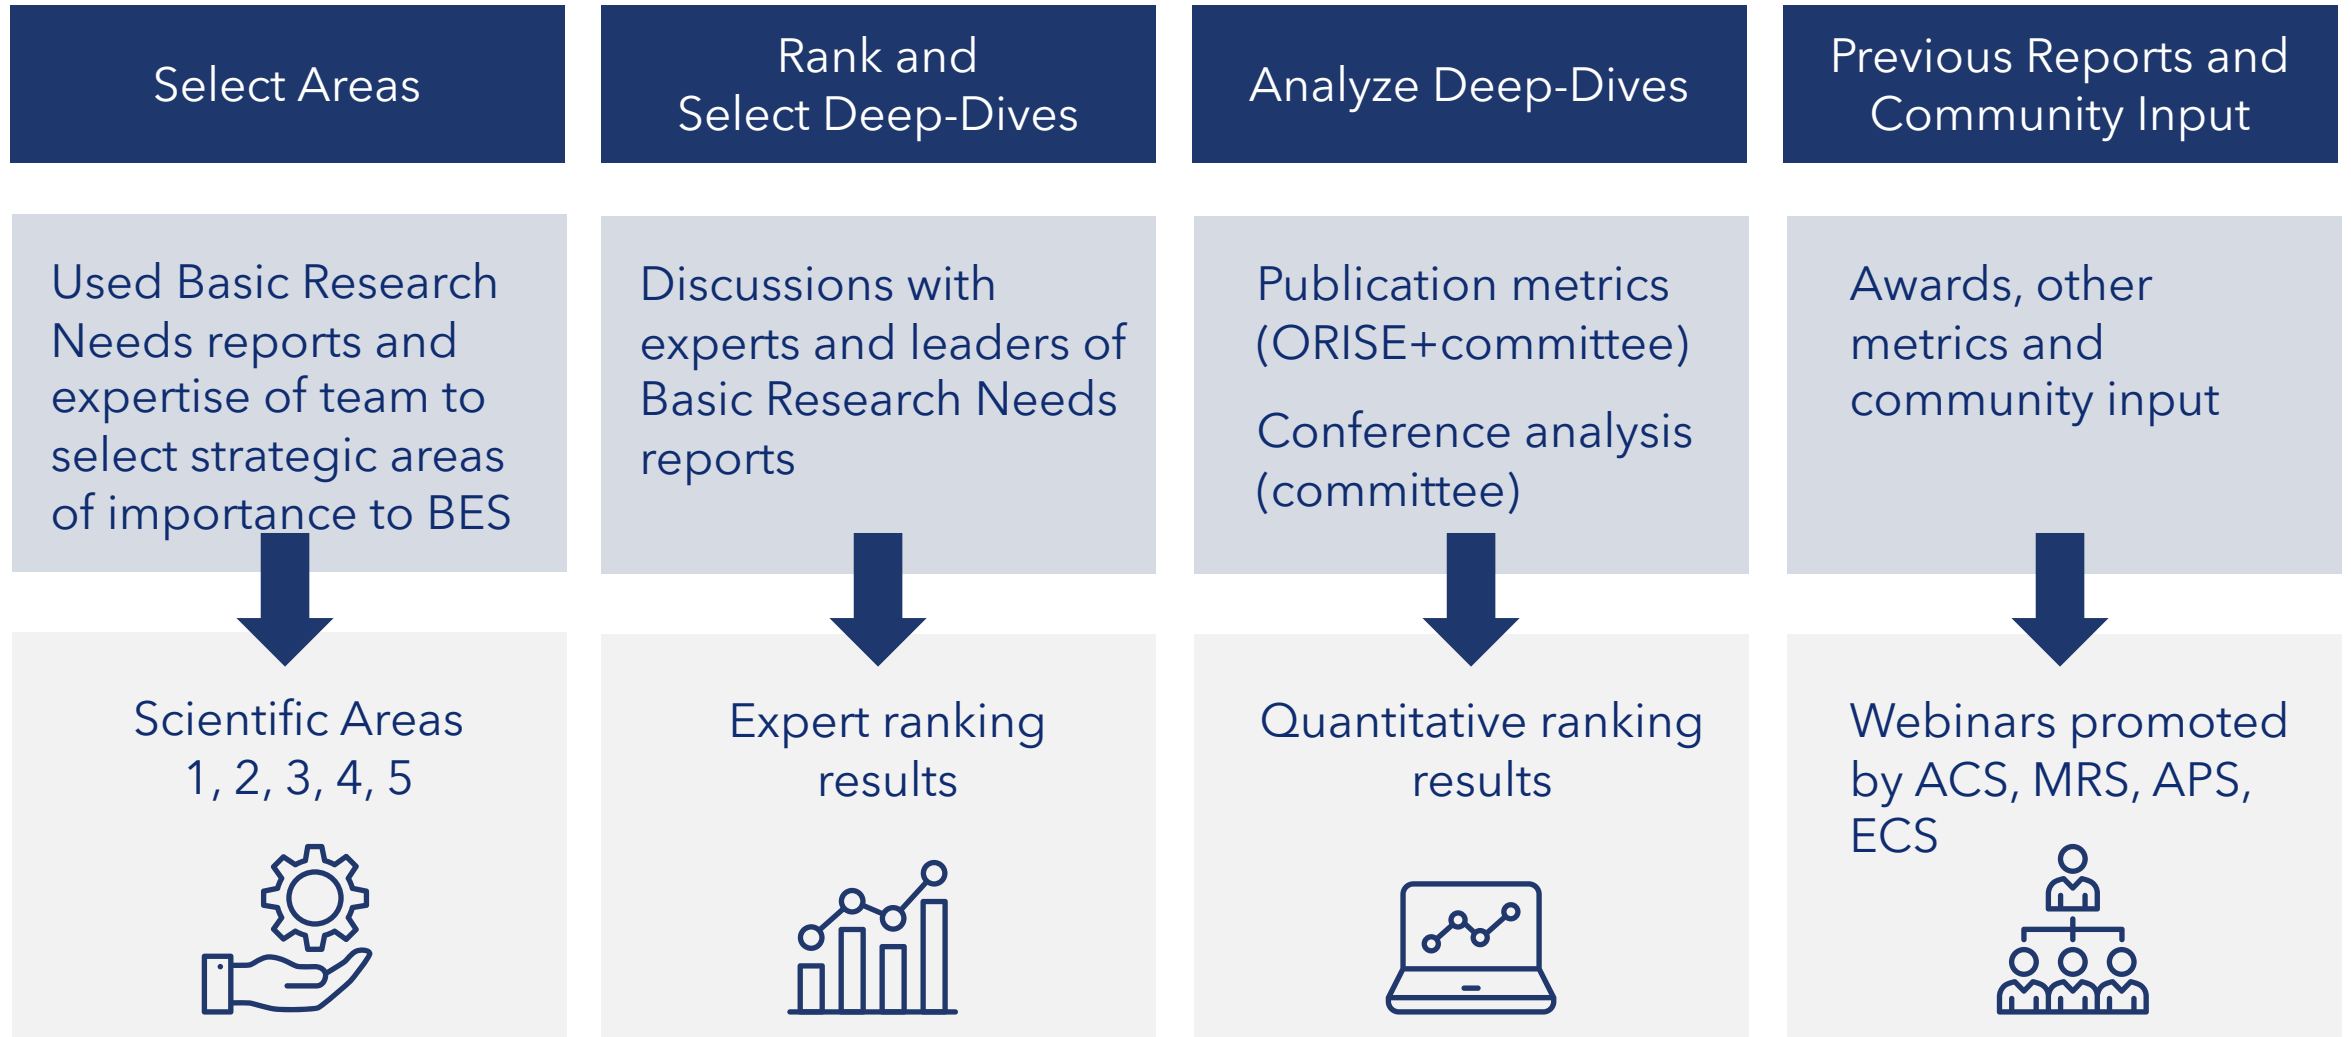 Select Areas
Rank and
Select Deep-Dives
Analyze Deep-Dives
Previous Reports and
Community Input
Used Basic Research
Needs reports and
expertise of team to
select strategic areas
of importance to BES
Discussions with
experts and leaders of
Basic Research Needs
reports
Publication metrics
(ORISE+committee)
Conference analysis
(committee)
Awards, other
metrics and
community input
Scientific Areas
1, 2, 3, 4, 5
Expert ranking
results
Quantitative ranking
results
Webinars promoted
by ACS, MRS, APS,
ECS